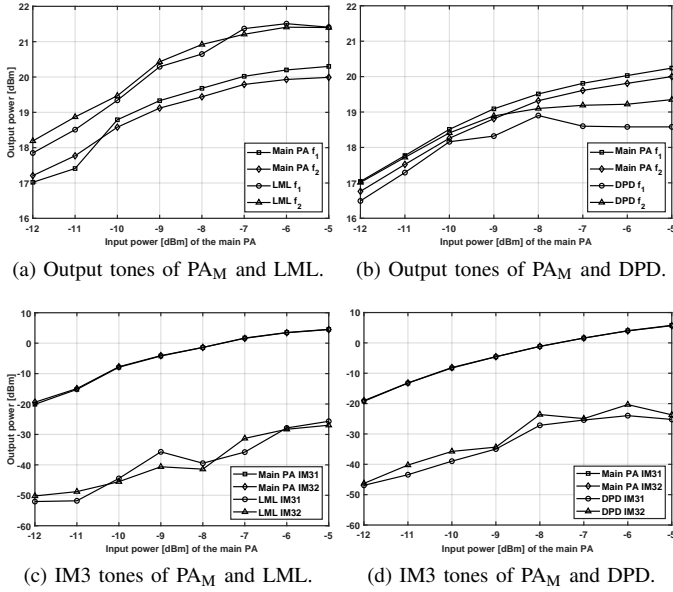 22
21
20
19
18
17
16
Output power [dBm]
-12 -11 -10 -9 -8 -7 -6 -5
Input power [dBm] of the main PA
Main PA f1
Main PA f2
LML f1
LML f2
(a) Output tones of PAM and LML.
22
21
20
19
18
17
16
-12 -11 -10 -9 -8 -7 -6 -5
Input power [dBm] of the main PA
Main PA f1
Main PA f2
DPD f1
DPD f2
(b) Output tones of PAM and DPD.
10
0
-10
-20
-30
-40
-50
-60
Output power [dBm]
-12 -11 -10 -9 -8 -7 -6 -5
Input power [dBm] of the main PA
Main PA IM31
Main PA IM32
LML IM31
LML IM32
(c) IM3 tones of PAM and LML.
10
0
-10
-20
-30
-40
-50
-60
-12 -11 -10 -9 -8 -7 -6 -5
Input power [dBm] of the main PA
Main PA IM31
Main PA IM32
DPD IM31
DPD IM32
(d) IM3 tones of PAM and DPD.